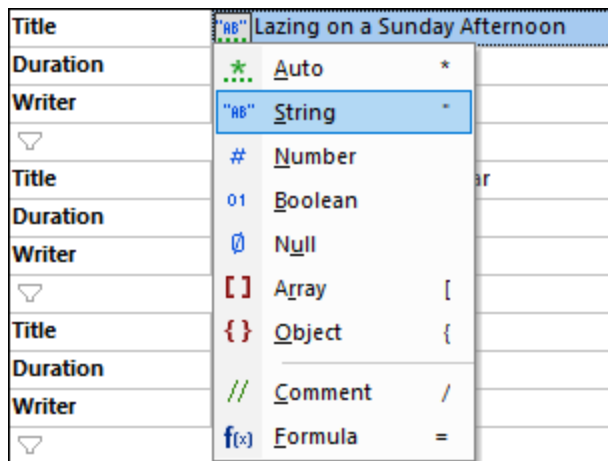 Title "AB" Lazing on a Sunday Afternoon
Duration
* Auto *
Writer
"AB" String "
# Number
Title ar
01 Boolean
Duration
Writer
Ø Null
[ ] Array [
Title
{ } Object {
Duration
// Comment /
Writer
f(x) Formula =